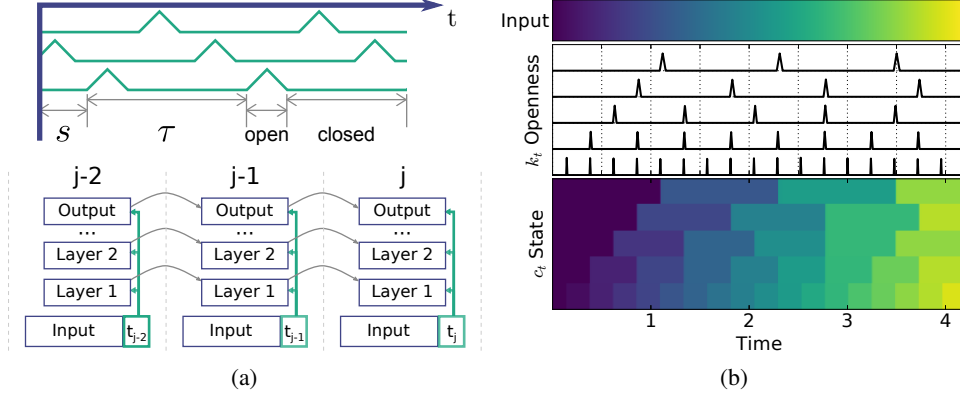 t
s
τ
open
closed
j-2
j-1
j
Output
Output
Output
...
...
...
Layer 2
Layer 2
Layer 2
Layer 1
Layer 1
Layer 1
Input
t_{j-2}
Input
t_{j-1}
Input
t_j
(a)
Input
k_t Openness
c_t State
1
2
3
4
Time
(b)